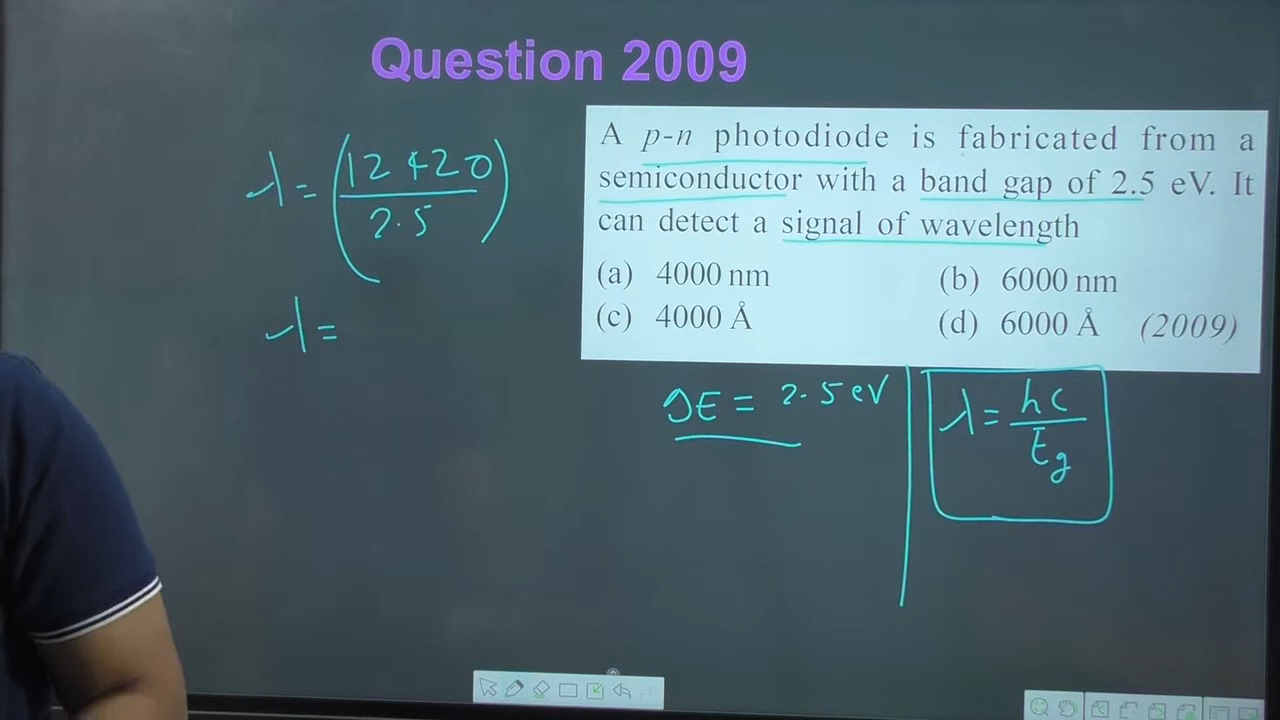 Question 2009
A p-n photodiode is fabricated from a
semiconductor with a band gap of 2.5 eV. It
can detect a signal of wavelength
(a) 4000 nm (b) 6000 nm
(c) 4000 Å (d) 6000 Å (2009)
λ = (12420/2.5)
λ =
E = 2.5 eV
λ = hc/Eg